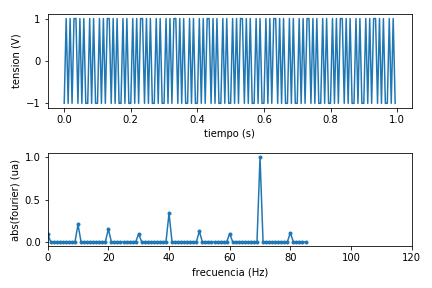 1
0
−1
tension (V)
0.0 0.2 0.4 0.6 0.8 1.0
tiempo (s)
1.0
0.5
0.0
abs(fourier) (ua)
0 20 40 60 80 100 120
frecuencia (Hz)